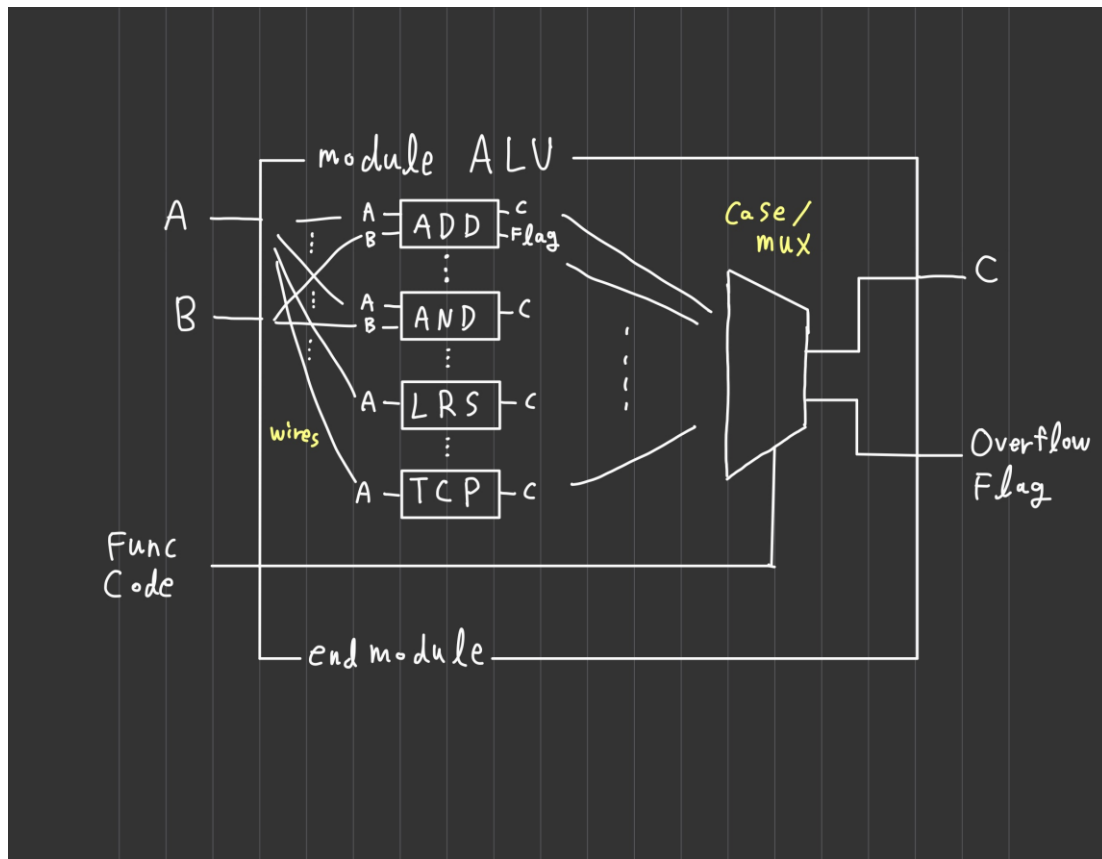 module ALU
A
B
Func
Code
A
B
ADD
C
Flag
A
B
AND
C
A
LRS
C
A
TCP
C
wires
Case /
mux
C
Overflow
Flag
endmodule